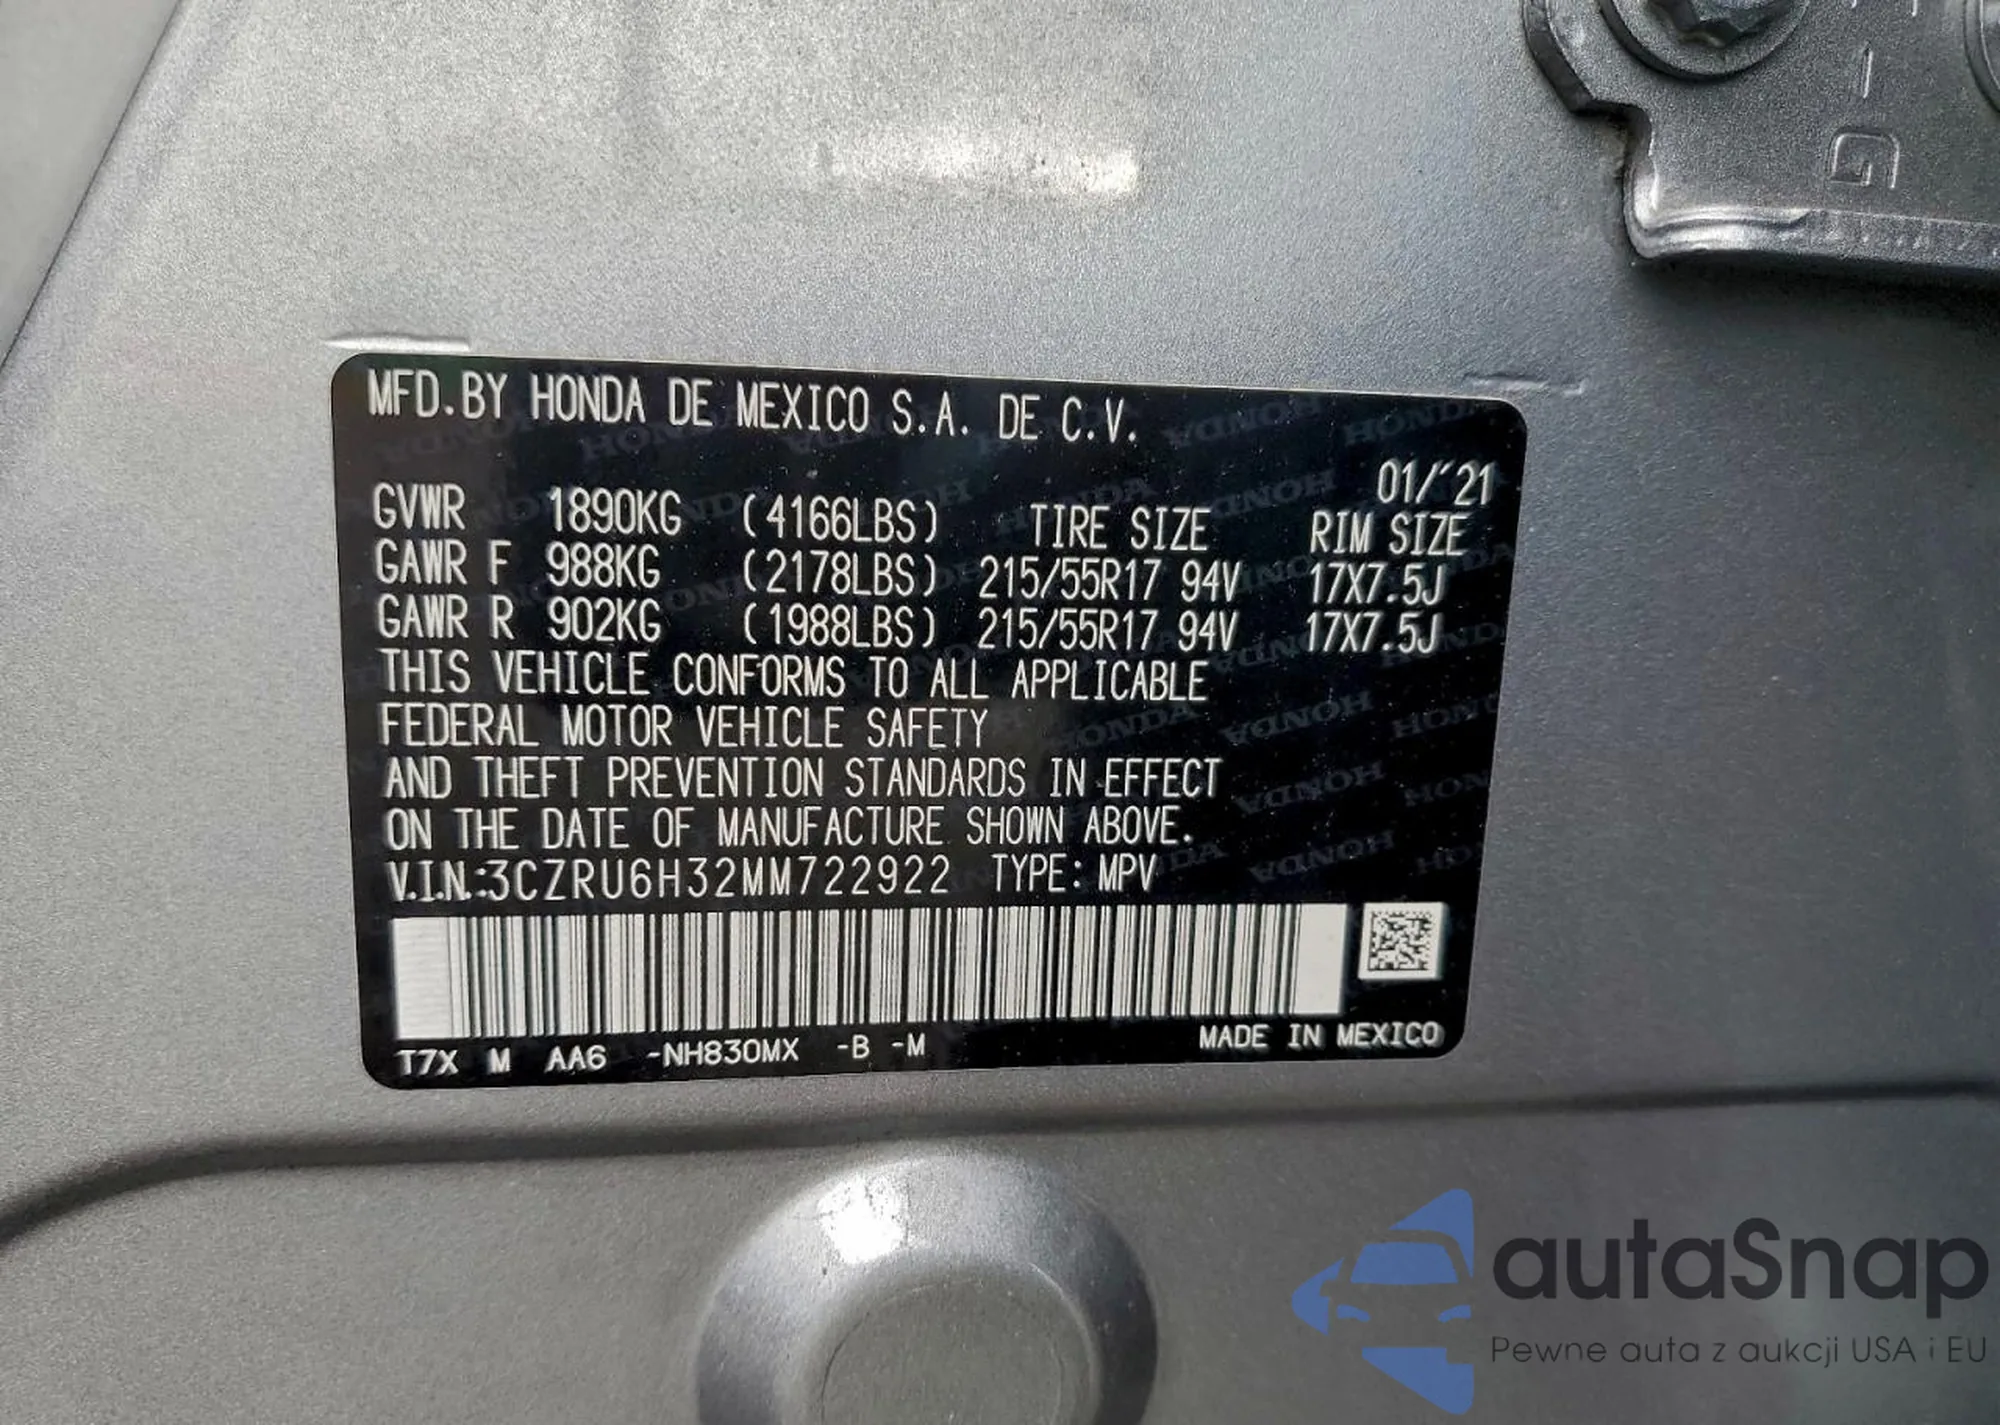 MFD.BY HONDA DE MEXICO S.A. DE C.V.
01/´21
GVWR 1890KG (4166LBS) TIRE SIZE RIM SIZE
GAWR F 988KG (2178LBS) 215/55R17 94V 17X7.5J
GAWR R 902KG (1988LBS) 215/55R17 94V 17X7.5J
THIS VEHICLE CONFORMS TO ALL APPLICABLE
FEDERAL MOTOR VEHICLE SAFETY
AND THEFT PREVENTION STANDARDS IN EFFECT
ON THE DATE OF MANUFACTURE SHOWN ABOVE.
V.I.N.:3CZRU6H32MM722922 TYPE: MPV
T7X M AA6 -NH830MX -B -M MADE IN MEXICO
G
autaSnap
Pewne auta z aukcji USA i EU